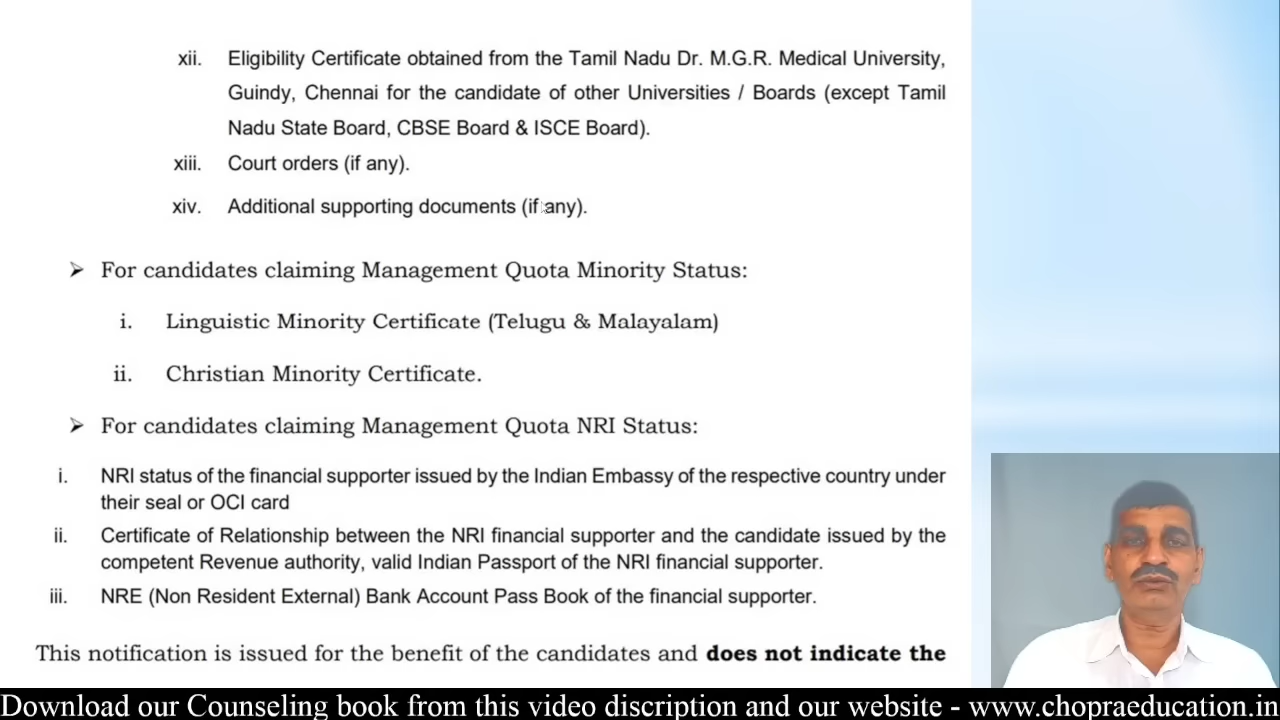 xii. Eligibility Certificate obtained from the Tamil Nadu Dr. M.G.R. Medical University,
Guindy, Chennai for the candidate of other Universities / Boards (except Tamil
Nadu State Board, CBSE Board & ISCE Board).
xiii. Court orders (if any).
xiv. Additional supporting documents (if any).
➢ For candidates claiming Management Quota Minority Status:
i. Linguistic Minority Certificate (Telugu & Malayalam)
ii. Christian Minority Certificate.
➢ For candidates claiming Management Quota NRI Status:
i. NRI status of the financial supporter issued by the Indian Embassy of the respective country under
their seal or OCI card
ii. Certificate of Relationship between the NRI financial supporter and the candidate issued by the
competent Revenue authority, valid Indian Passport of the NRI financial supporter.
iii. NRE (Non Resident External) Bank Account Pass Book of the financial supporter.
This notification is issued for the benefit of the candidates and does not indicate the
Download our Counseling book from this video discription and our website - www.chopraeducation.in